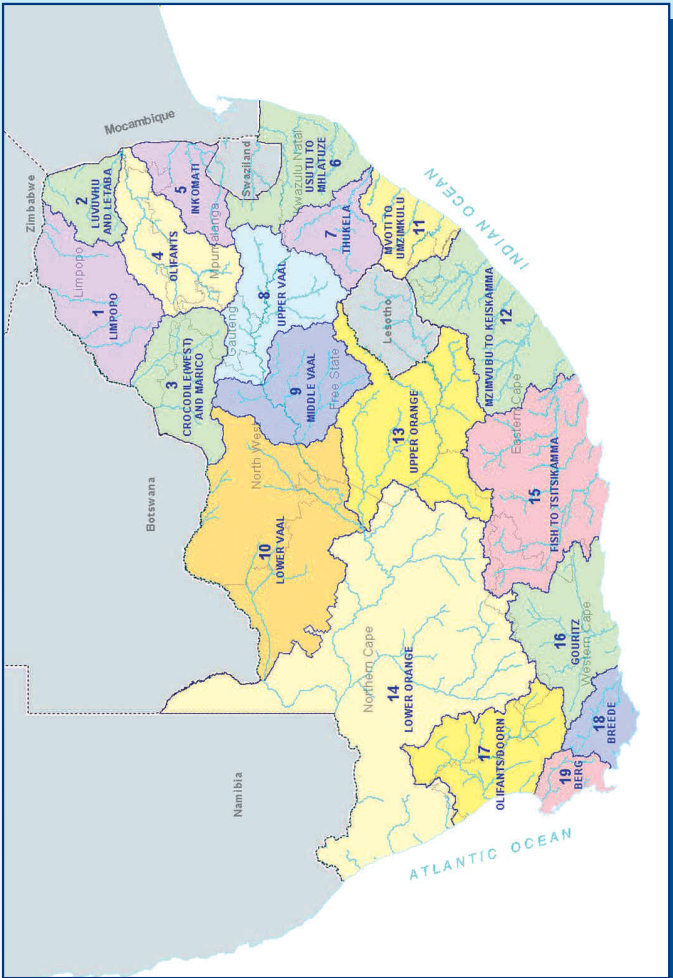 Zimbabwe
Mocambique
Botswana
Namibia
Swaziland
Lesotho
Limpopo
Mpumalanga
Gauteng
North West
Free State
Kwazulu Natal
Northern Cape
Eastern Cape
Western Cape
1
LIMPOPO
2
LUVUVHU
AND LETABA
3
CROCODILE(WEST)
AND MARICO
4
OLIFANTS
5
INKOMATI
6
USUTU TO
MHLATUZE
7
THUKELA
8
UPPER VAAL
9
MIDDLE VAAL
10
LOWER VAAL
11
MVOTI TO
UMZIMKULU
12
MZIMVUBU TO KEISKAMMA
13
UPPER ORANGE
14
LOWER ORANGE
15
FISH TO TSITSIKAMMA
16
GOURITZ
17
OLIFANTS/DOORN
18
BREEDE
19
BERG
INDIAN OCEAN
ATLANTIC OCEAN